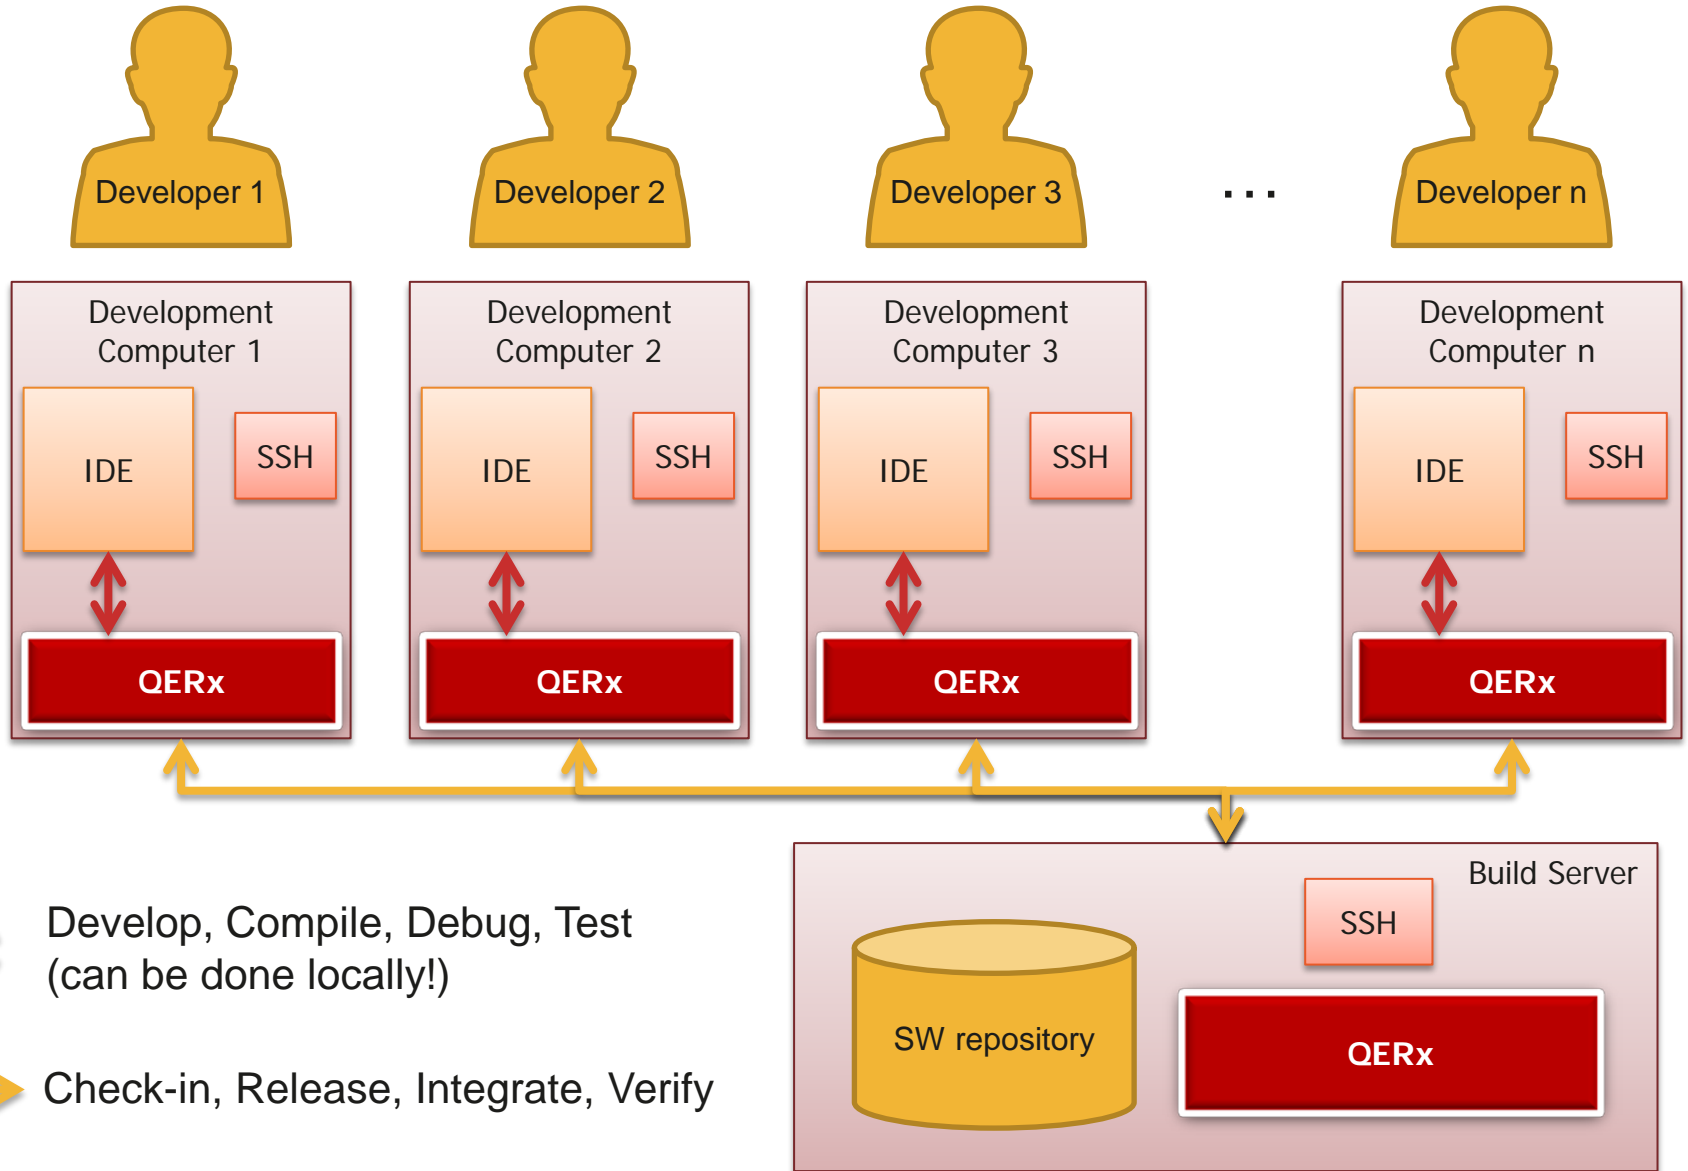 Developer 1
Developer 2
Developer 3
...
Developer n
Development
Computer 1
Development
Computer 2
Development
Computer 3
Development
Computer n
IDE
SSH
IDE
SSH
IDE
SSH
IDE
SSH
QERx
QERx
QERx
QERx
Build Server
SSH
SW repository
QERx
Develop, Compile, Debug, Test
(can be done locally!)
Check-in, Release, Integrate, Verify